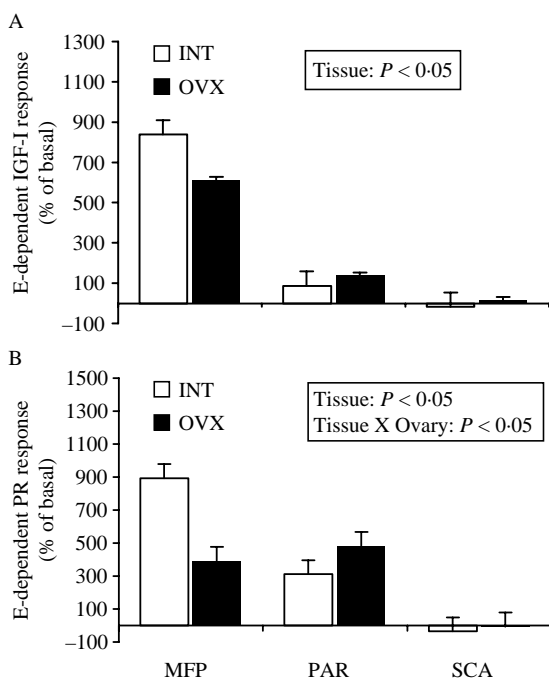 A
E-dependent IGF-I response
(% of basal)
1300
1100
900
700
500
300
100
–100
INT
OVX
Tissue: P < 0·05
B
E-dependent PR response
(% of basal)
1500
1300
1100
900
700
500
300
100
–100
INT
OVX
Tissue: P < 0·05
Tissue X Ovary: P < 0·05
MFP PAR SCA